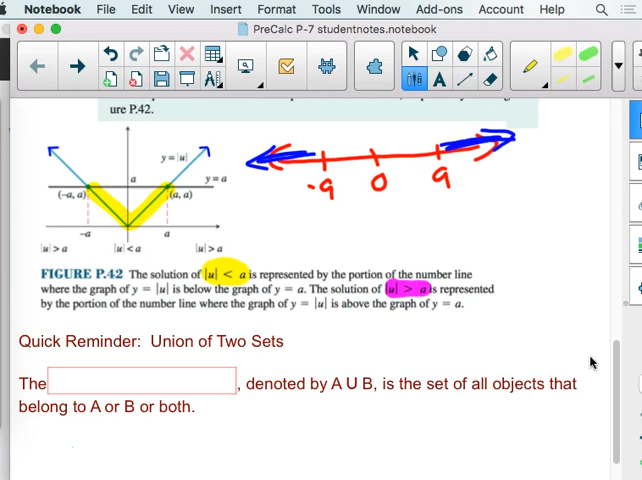 Notebook File Edit Format Tools Window Add-ons Account Help
PreCalc P-7 studentnotes.notebook
ure P.42.
y = |u|
a
y = a
(-a, a)
(a, a)
-9 0 9
-a
a
|u| > a |u| < a |u| > a
FIGURE P.42 The solution of |u| < a is represented by the portion of the number line
where the graph of y = |u| is below the graph of y = a. The solution of |u| > a is represented
by the portion of the number line where the graph of y = |u| is above the graph of y = a.
Quick Reminder: Union of Two Sets
The , denoted by A U B, is the set of all objects that
belong to A or B or both.